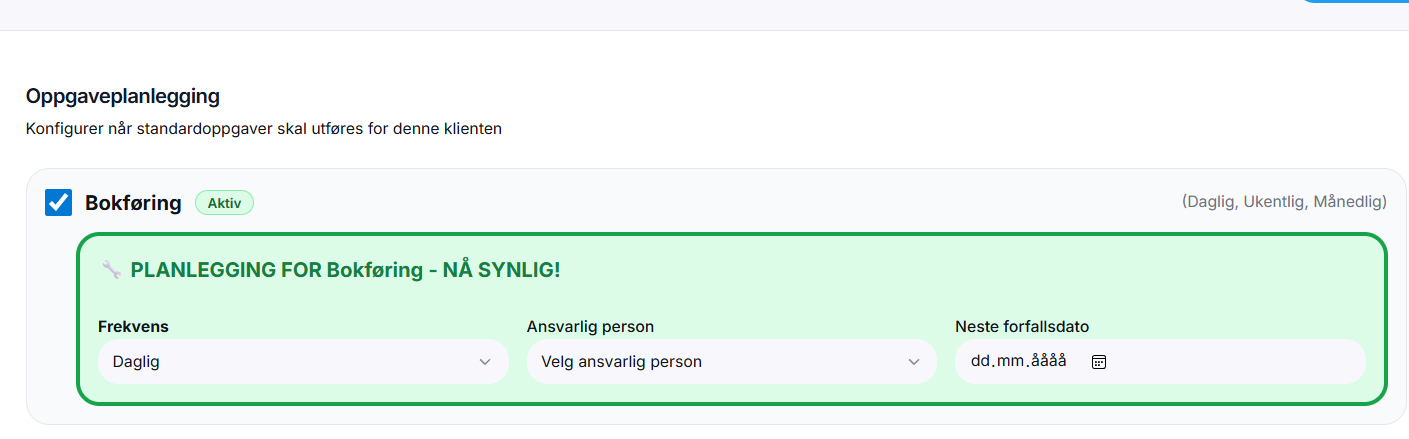 Oppgaveplanlegging
Konfigurer når standardoppgaver skal utføres for denne klienten
Bokføring Aktiv (Daglig, Ukentlig, Månedlig)
🔧 PLANLEGGING FOR Bokføring - NÅ SYNLIG!
Frekvens Ansvarlig person Neste forfallsdato
Daglig Velg ansvarlig person dd.mm.åååå